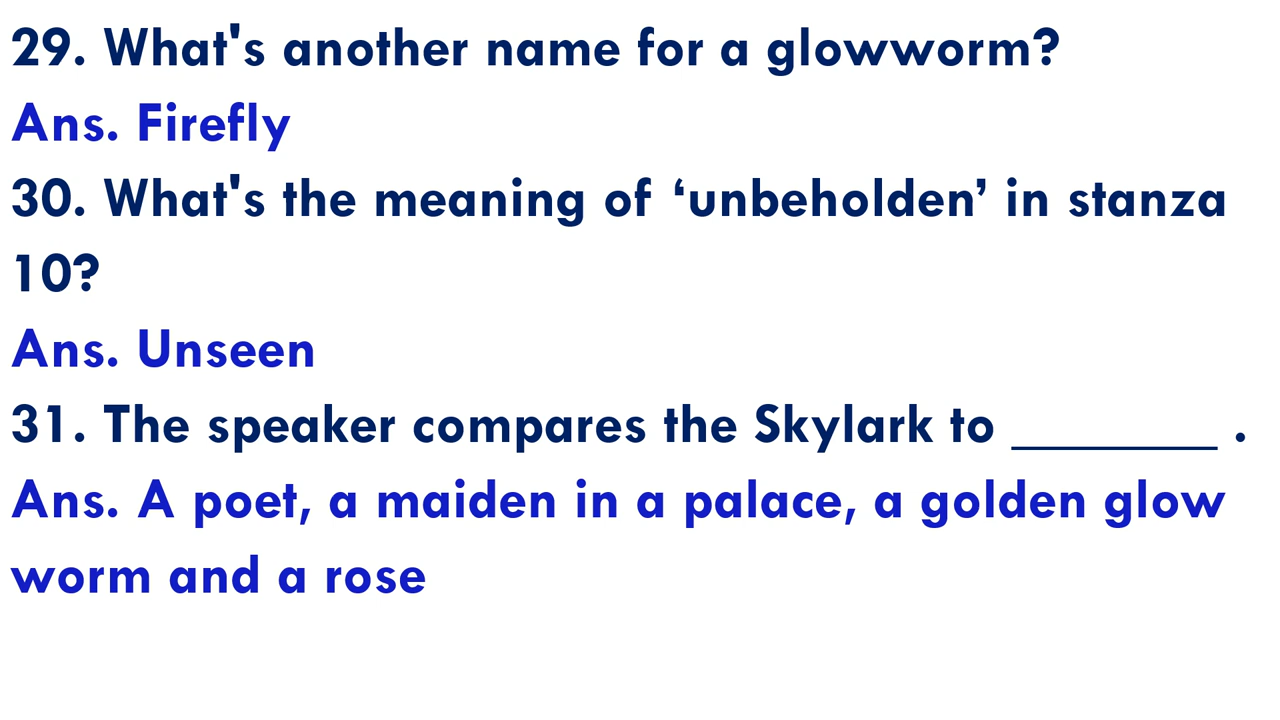 29. What's another name for a glowworm?
Ans. Firefly
30. What's the meaning of ‘unbeholden’ in stanza
10?
Ans. Unseen
31. The speaker compares the Skylark to ________ .
Ans. A poet, a maiden in a palace, a golden glow
worm and a rose